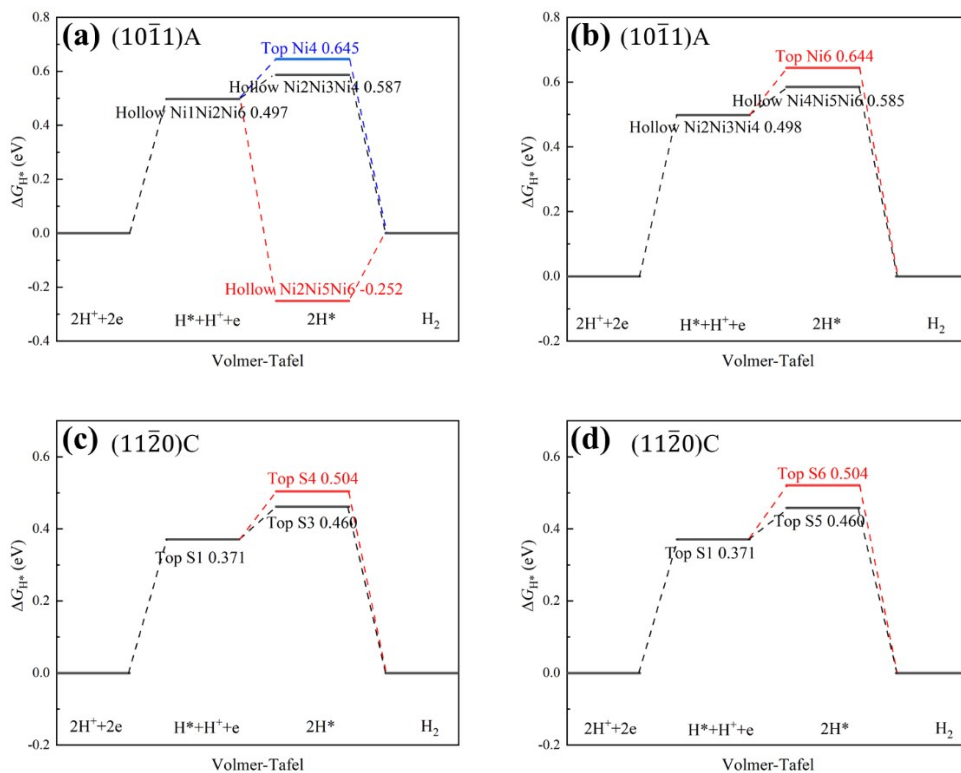 (a) (101̅1)A
0.8
0.6
0.4
0.2
0.0
-0.2
-0.4
ΔG_H* (eV)
Top Ni4 0.645
Hollow Ni2Ni3Ni4 0.587
Hollow Ni1Ni2Ni6 0.497
Hollow Ni2Ni5Ni6 -0.252
2H⁺+2e H*+H⁺+e 2H* H₂
Volmer-Tafel
(b) (101̅1)A
0.8
0.6
0.4
0.2
0.0
-0.2
ΔG_H* (eV)
Top Ni6 0.644
Hollow Ni4Ni5Ni6 0.585
Hollow Ni2Ni3Ni4 0.498
2H⁺+2e H*+H⁺+e 2H* H₂
Volmer-Tafel
(c) (112̅0)C
0.6
0.4
0.2
0.0
-0.2
ΔG_H* (eV)
Top S4 0.504
Top S3 0.460
Top S1 0.371
2H⁺+2e H*+H⁺+e 2H* H₂
Volmer-Tafel
(d) (112̅0)C
0.6
0.4
0.2
0.0
-0.2
ΔG_H* (eV)
Top S6 0.504
Top S5 0.460
Top S1 0.371
2H⁺+2e H*+H⁺+e 2H* H₂
Volmer-Tafel